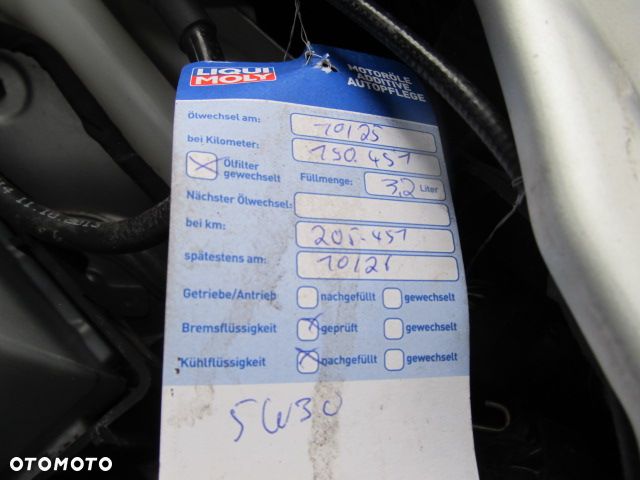 LIQUI
MOLY
MOTORÖLE
ADDITIVE
AUTOPFLEGE
Ölwechsel am: 10/25
bei Kilometer: 190.451
Ölfilter
gewechselt
Füllmenge: 3,2 Liter
Nächster Ölwechsel:
bei km: 205.451
spätestens am:
Getriebe/Antrieb nachgefüllt gewechselt
Bremsflüssigkeit geprüft gewechselt
Kühlflüssigkeit nachgefüllt gewechselt
5W30
OTOMOTO